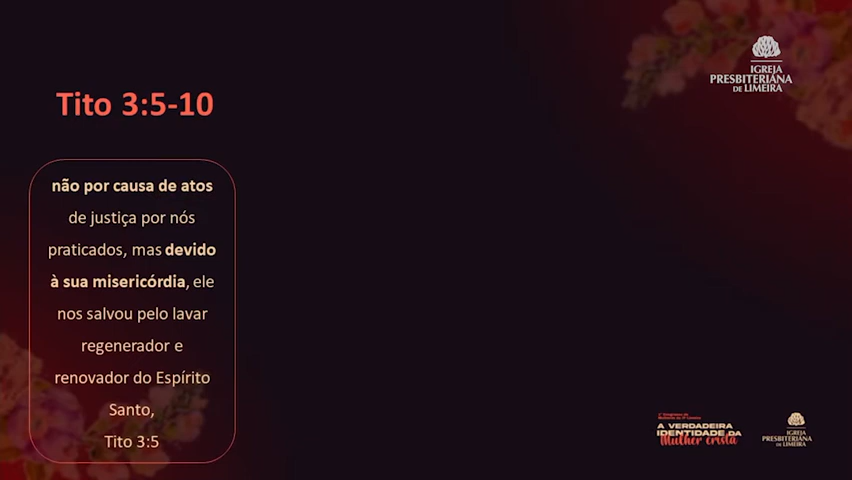 IGREJA
PRESBITERIANA
DE LIMEIRA
Tito 3:5-10
não por causa de atos
de justiça por nós
praticados, mas devido
à sua misericórdia, ele
nos salvou pelo lavar
regenerador e
renovador do Espírito
Santo,
Tito 3:5
A VERDADEIRA
IDENTIDADE DA
Mulher cristã
IGREJA
PRESBITERIANA
DE LIMEIRA